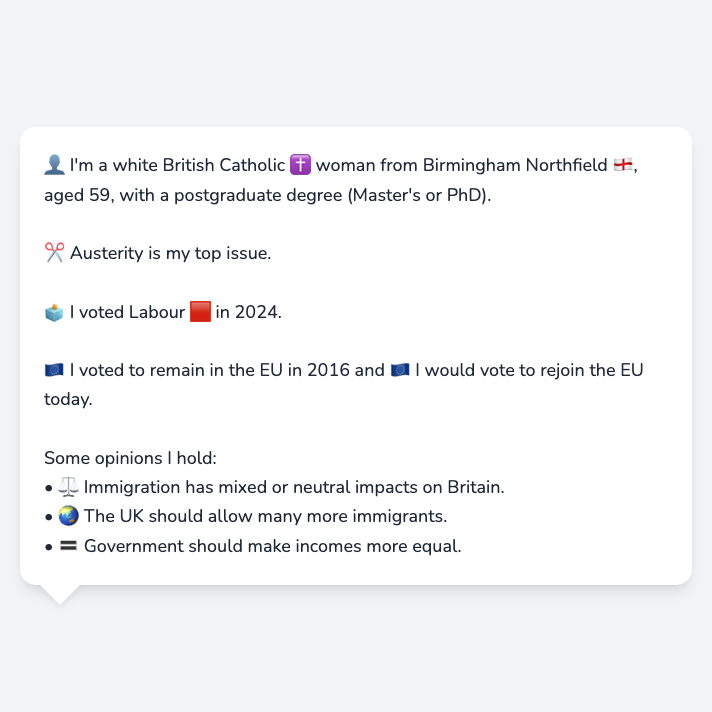 👤 I'm a white British Catholic ✝️ woman from Birmingham Northfield 🏴󠁧󠁢󠁥󠁮󠁧󠁿,
aged 59, with a postgraduate degree (Master's or PhD).
✂️ Austerity is my top issue.
🗳️ I voted Labour 🟥 in 2024.
🇪🇺 I voted to remain in the EU in 2016 and 🇪🇺 I would vote to rejoin the EU
today.
Some opinions I hold:
• ⚖️ Immigration has mixed or neutral impacts on Britain.
• 🌏 The UK should allow many more immigrants.
• 🟰 Government should make incomes more equal.